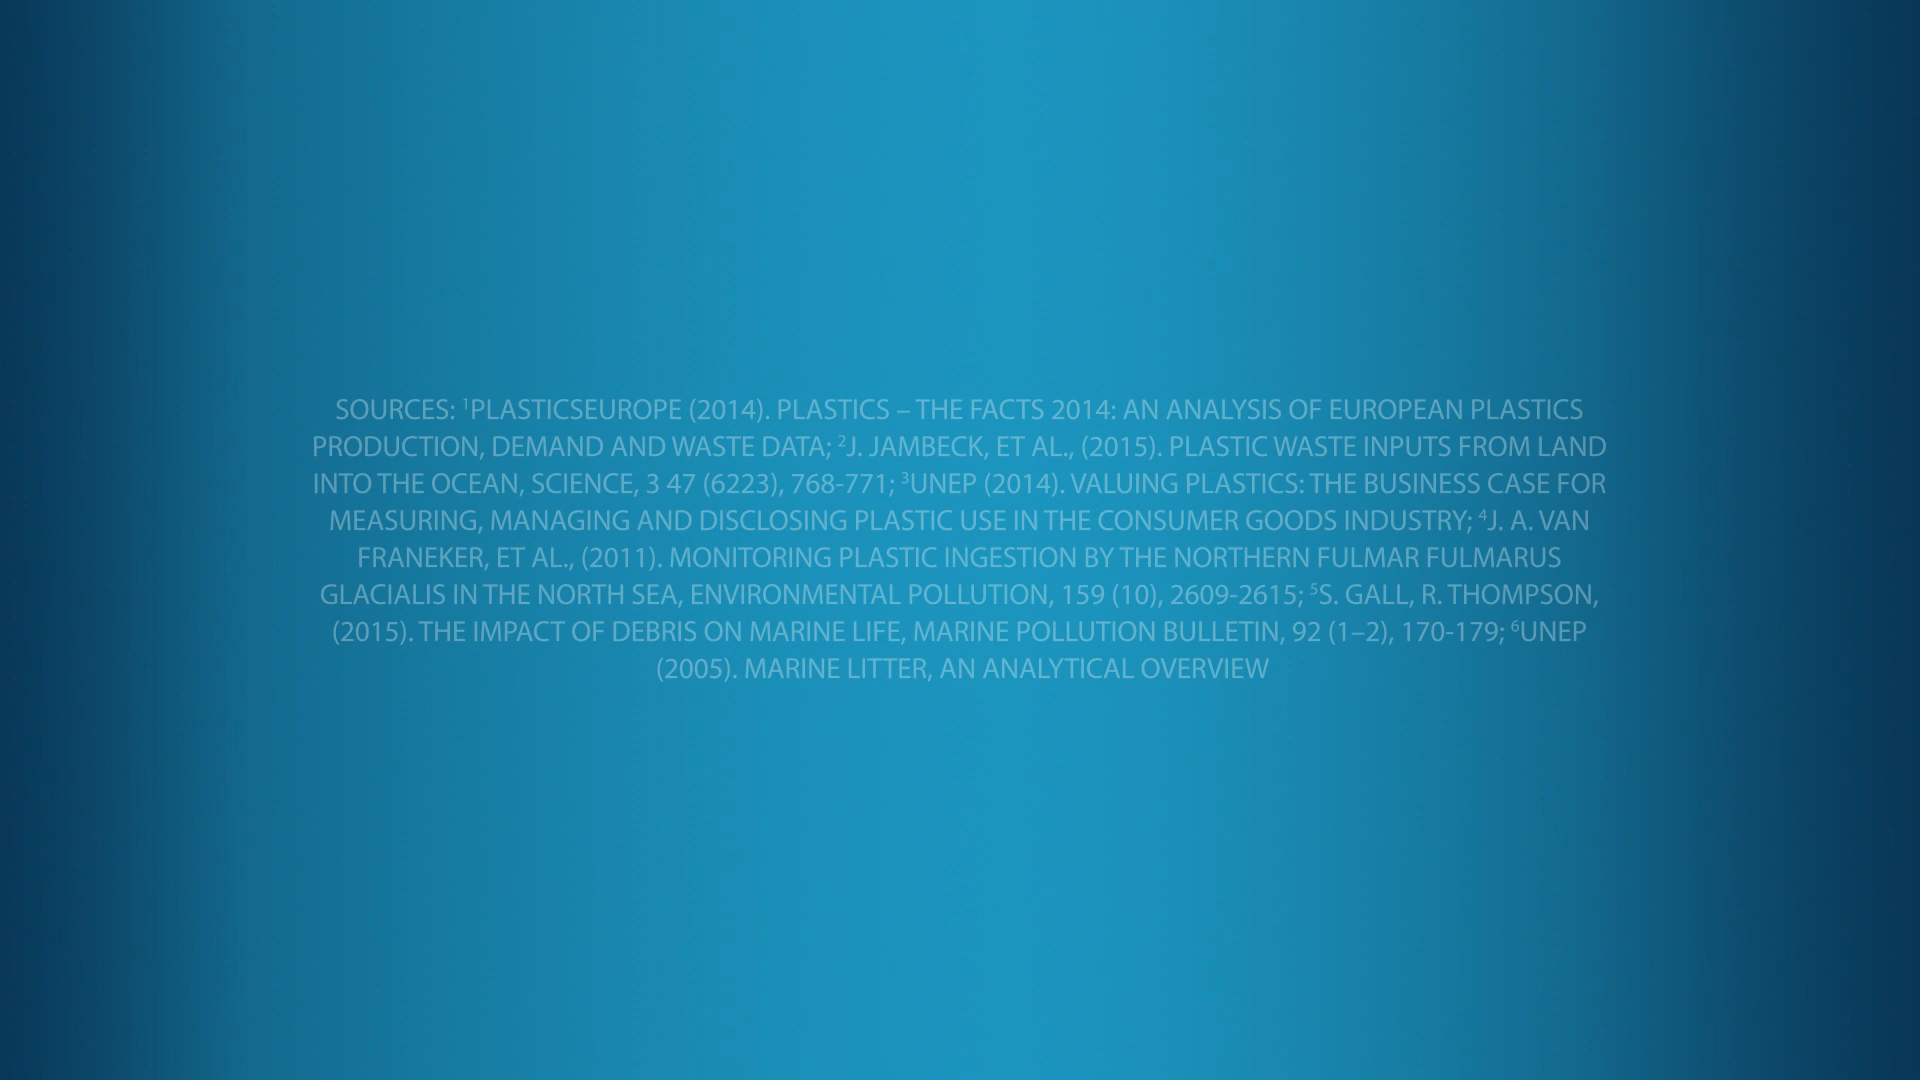 SOURCES: ¹PLASTICSEUROPE (2014). PLASTICS – THE FACTS 2014: AN ANALYSIS OF EUROPEAN PLASTICS
PRODUCTION, DEMAND AND WASTE DATA; ²J. JAMBECK, ET AL., (2015). PLASTIC WASTE INPUTS FROM LAND
INTO THE OCEAN, SCIENCE, 3 47 (6223), 768-771; ³UNEP (2014). VALUING PLASTICS: THE BUSINESS CASE FOR
MEASURING, MANAGING AND DISCLOSING PLASTIC USE IN THE CONSUMER GOODS INDUSTRY; ⁴J. A. VAN
FRANEKER, ET AL., (2011). MONITORING PLASTIC INGESTION BY THE NORTHERN FULMAR FULMARUS
GLACIALIS IN THE NORTH SEA, ENVIRONMENTAL POLLUTION, 159 (10), 2609-2615; ⁵S. GALL, R. THOMPSON,
(2015). THE IMPACT OF DEBRIS ON MARINE LIFE, MARINE POLLUTION BULLETIN, 92 (1–2), 170-179; ⁶UNEP
(2005). MARINE LITTER, AN ANALYTICAL OVERVIEW